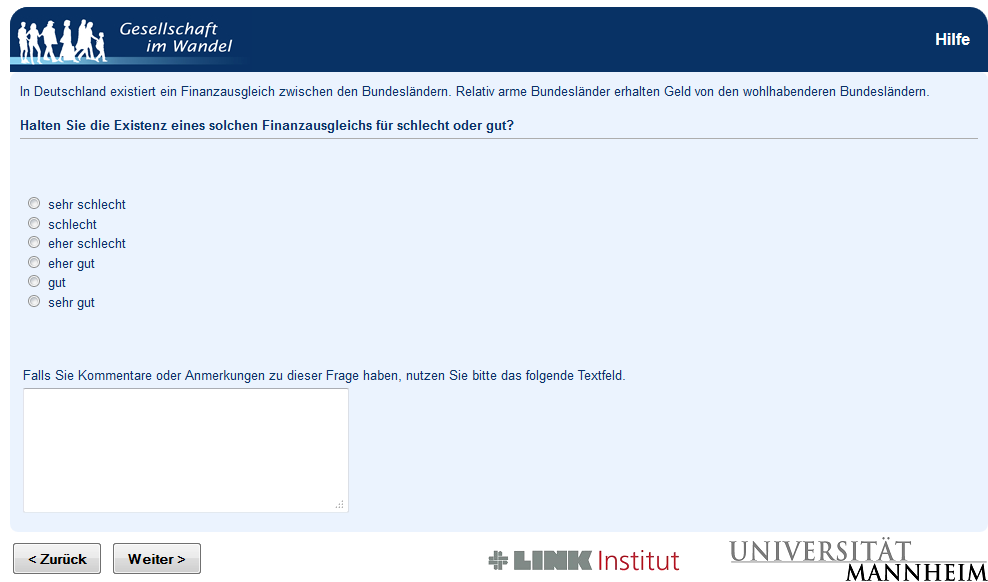 Gesellschaft
im Wandel
Hilfe
In Deutschland existiert ein Finanzausgleich zwischen den Bundesländern. Relativ arme Bundesländer erhalten Geld von den wohlhabenderen Bundesländern.
Halten Sie die Existenz eines solchen Finanzausgleichs für schlecht oder gut?
sehr schlecht
schlecht
eher schlecht
eher gut
gut
sehr gut
Falls Sie Kommentare oder Anmerkungen zu dieser Frage haben, nutzen Sie bitte das folgende Textfeld.
< Zurück
Weiter >
LINK Institut
UNIVERSITÄT
MANNHEIM